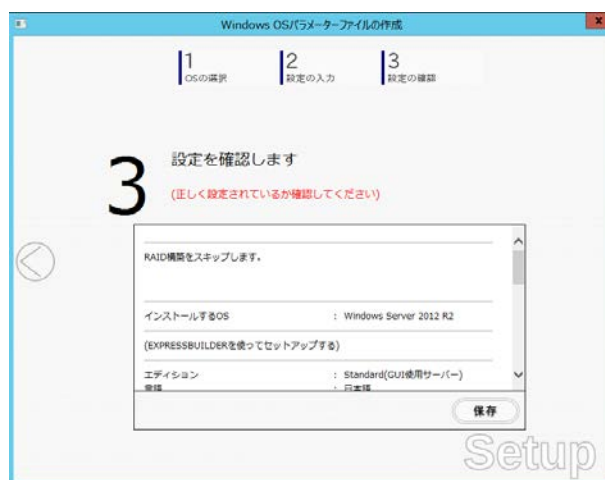 Windows OSパラメーターファイルの作成
1
OSの選択
2
設定の入力
3
設定の確認
3
設定を確認します
(正しく設定されているか確認してください)
RAID構築をスキップします。
インストールするOS : Windows Server 2012 R2
(EXPRESSBUILDERを使ってセットアップする)
エディション : Standard(GUI使用サーバー)
言語 : 日本語
保存
Setup